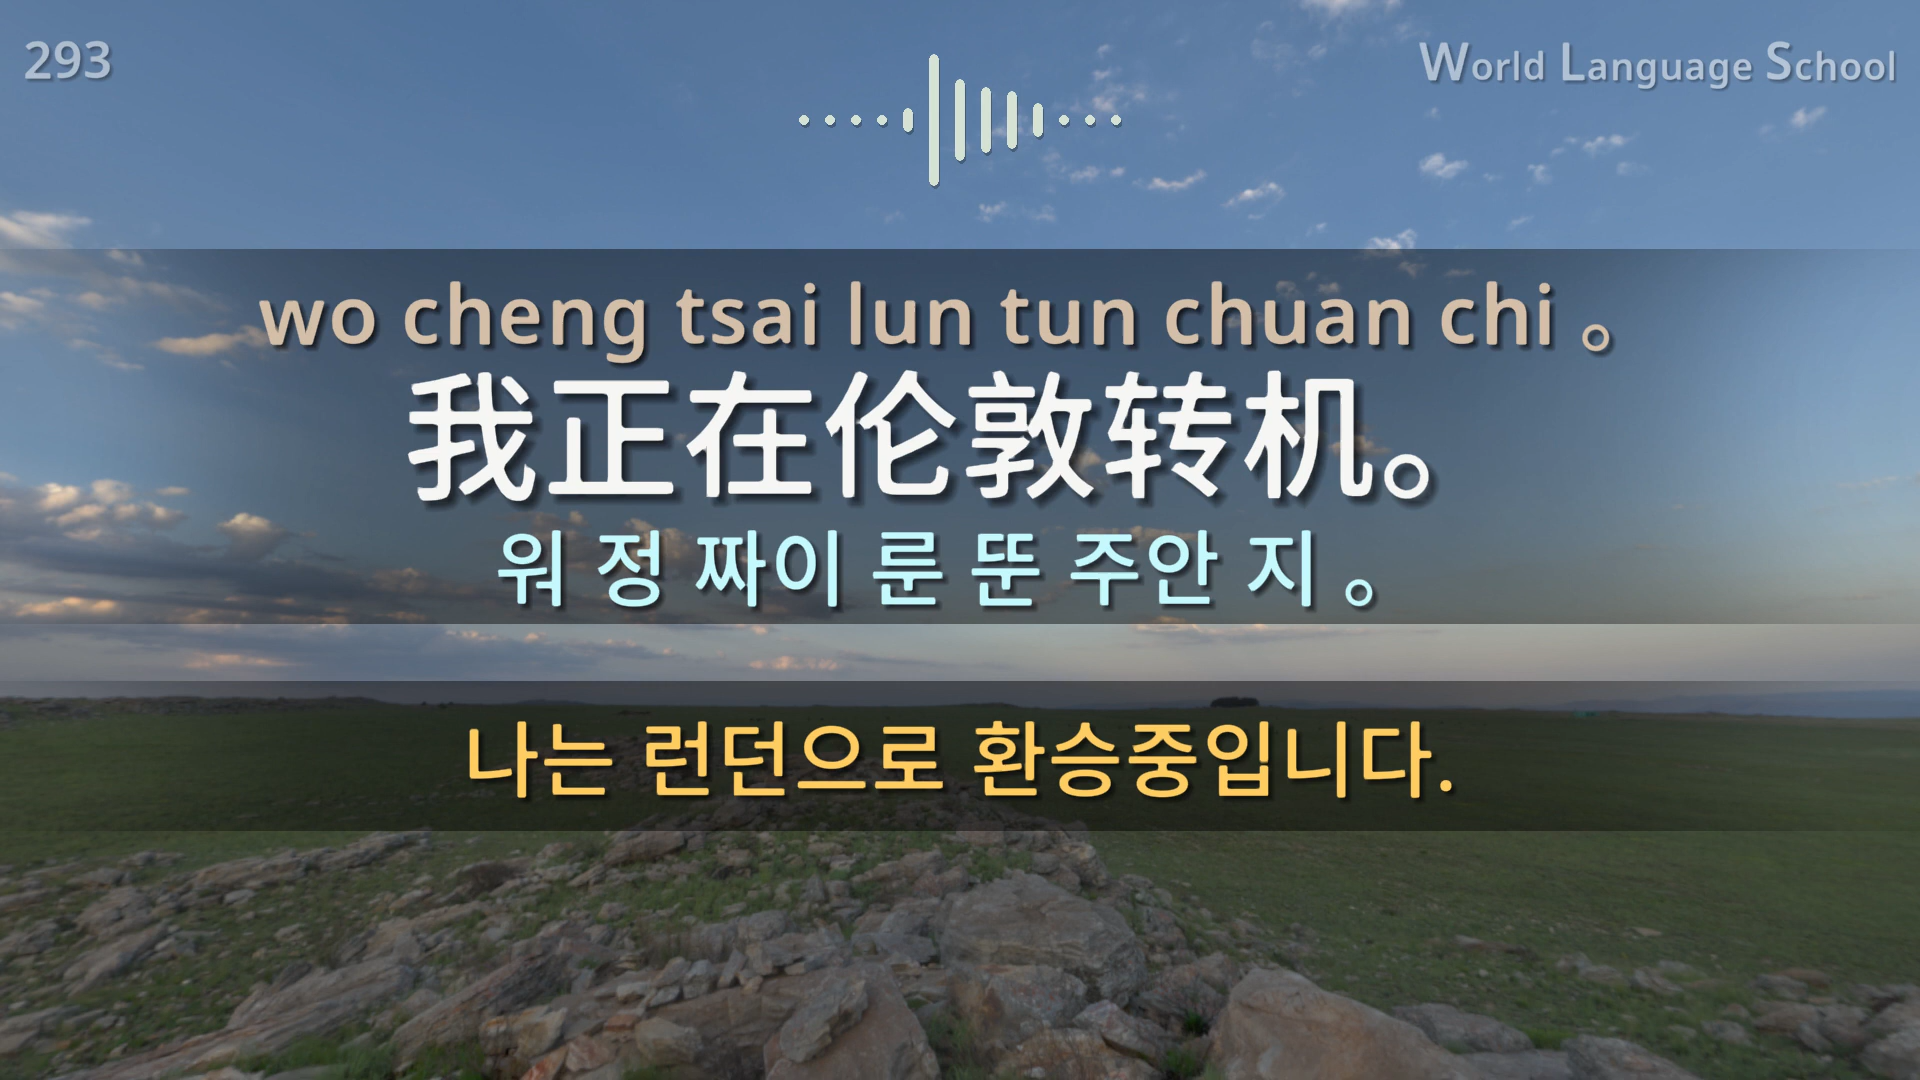 293
World Language School
wo cheng tsai lun tun chuan chi 。
我正在伦敦转机。
워 정 짜이 룬 뚠 주안 지 。
나는 런던으로 환승중입니다.